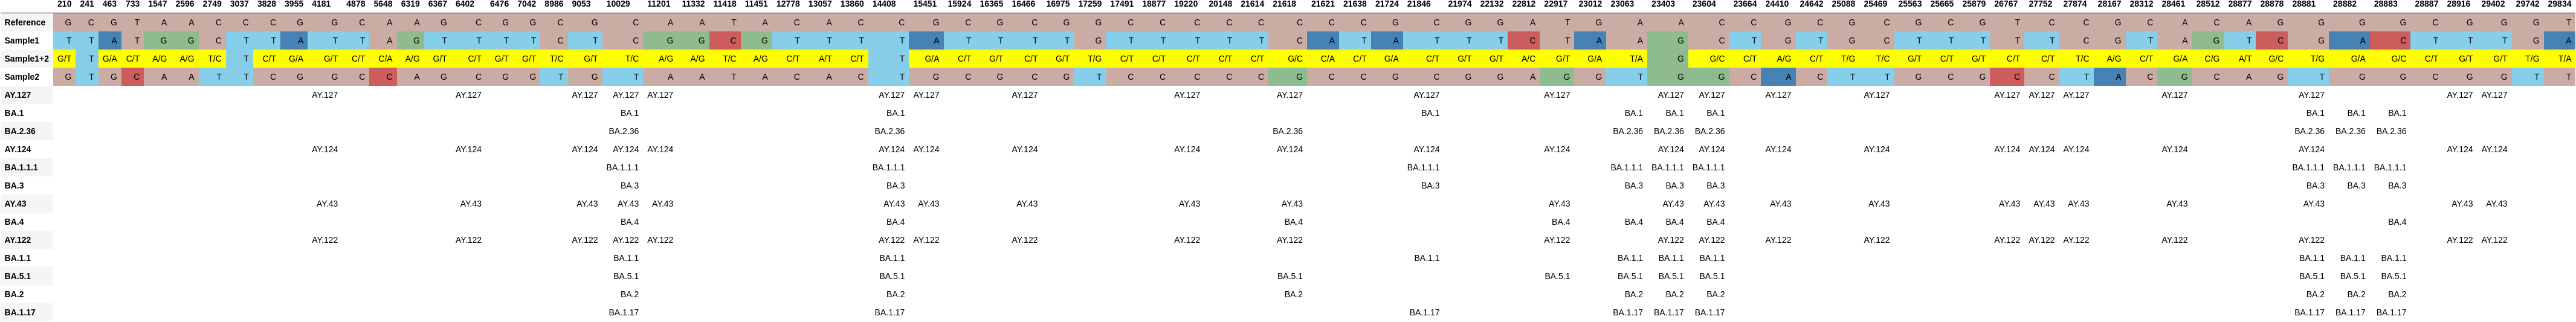 210 241 463 733 1547 2596 2749 3037 3828 3955 4181 4878 5648 6319 6367 6402 6476 7042 8986 9053 10029 11201 11332 11418 11451 12778 13057 13860 14408 15451 15924 16365 16466 16975 17259 17491 18877 19220 20148 21614 21618 21621 21638 21724 21846 21974 22132 22812 22917 23012 23063 23403 23604 23664 24410 24642 25088 25469 25563 25665 25879 26767 27752 27874 28167 28312 28461 28512 28877 28878 28881 28882 28883 28887 28916 29402 29742 29834
Reference G C G T A A C C C G G C A A G C G G C G C A A T A C A C C G C G C G G C C C C C C C C G C G G A T G A A C C G C G C G C G T C C G C A C A G G G G C G G G T
Sample1 T T A T G G C T T A T T A G T T T T C T C G G C G T T T T A T T T T G T T T T T C A T A T T T C T A A G C T G T G C T T T T T C G T A G T C G A C T T T G A
Sample1+2 G/T T G/A C/T A/G A/G T/C T C/T G/A G/T C/T C/A A/G G/T C/T G/T G/T T/C G/T T/C A/G A/G T/C A/G C/T A/T C/T T G/A C/T G/T C/T G/T T/G C/T C/T C/T C/T C/T G/C C/A C/T G/A C/T G/T G/T A/C G/T G/A T/A G G/C C/T A/G C/T T/G T/C G/T C/T G/T C/T C/T T/C A/G C/T G/A G/C A/T G/C T/G G/A G/C C/T G/T G/T T/G T/A
Sample2 G T G C A A T T C G G C C A G C G G T G T A A T A C A C T G C G C G T C C C C C G C C G C G G A G G T G G C A C T T G C G C C T A C G C A G T G G C G G T T
AY.127 AY.127 AY.127 AY.127 AY.127 AY.127 AY.127 AY.127 AY.127 AY.127 AY.127 AY.127 AY.127 AY.127 AY.127 AY.127 AY.127 AY.127 AY.127 AY.127 AY.127 AY.127 AY.127 AY.127
BA.1 BA.1 BA.1 BA.1 BA.1 BA.1 BA.1 BA.1 BA.1 BA.1
BA.2.36 BA.2.36 BA.2.36 BA.2.36 BA.2.36 BA.2.36 BA.2.36 BA.2.36 BA.2.36 BA.2.36
AY.124 AY.124 AY.124 AY.124 AY.124 AY.124 AY.124 AY.124 AY.124 AY.124 AY.124 AY.124 AY.124 AY.124 AY.124 AY.124 AY.124 AY.124 AY.124 AY.124 AY.124 AY.124 AY.124 AY.124
BA.1.1.1 BA.1.1.1 BA.1.1.1 BA.1.1.1 BA.1.1.1 BA.1.1.1 BA.1.1.1 BA.1.1.1 BA.1.1.1 BA.1.1.1
BA.3 BA.3 BA.3 BA.3 BA.3 BA.3 BA.3 BA.3 BA.3 BA.3
AY.43 AY.43 AY.43 AY.43 AY.43 AY.43 AY.43 AY.43 AY.43 AY.43 AY.43 AY.43 AY.43 AY.43 AY.43 AY.43 AY.43 AY.43 AY.43 AY.43 AY.43 AY.43 AY.43
BA.4 BA.4 BA.4 BA.4 BA.4 BA.4 BA.4 BA.4 BA.4
AY.122 AY.122 AY.122 AY.122 AY.122 AY.122 AY.122 AY.122 AY.122 AY.122 AY.122 AY.122 AY.122 AY.122 AY.122 AY.122 AY.122 AY.122 AY.122 AY.122 AY.122 AY.122 AY.122
BA.1.1 BA.1.1 BA.1.1 BA.1.1 BA.1.1 BA.1.1 BA.1.1 BA.1.1 BA.1.1 BA.1.1
BA.5.1 BA.5.1 BA.5.1 BA.5.1 BA.5.1 BA.5.1 BA.5.1 BA.5.1 BA.5.1 BA.5.1 BA.5.1
BA.2 BA.2 BA.2 BA.2 BA.2 BA.2 BA.2 BA.2 BA.2 BA.2
BA.1.17 BA.1.17 BA.1.17 BA.1.17 BA.1.17 BA.1.17 BA.1.17 BA.1.17 BA.1.17 BA.1.17